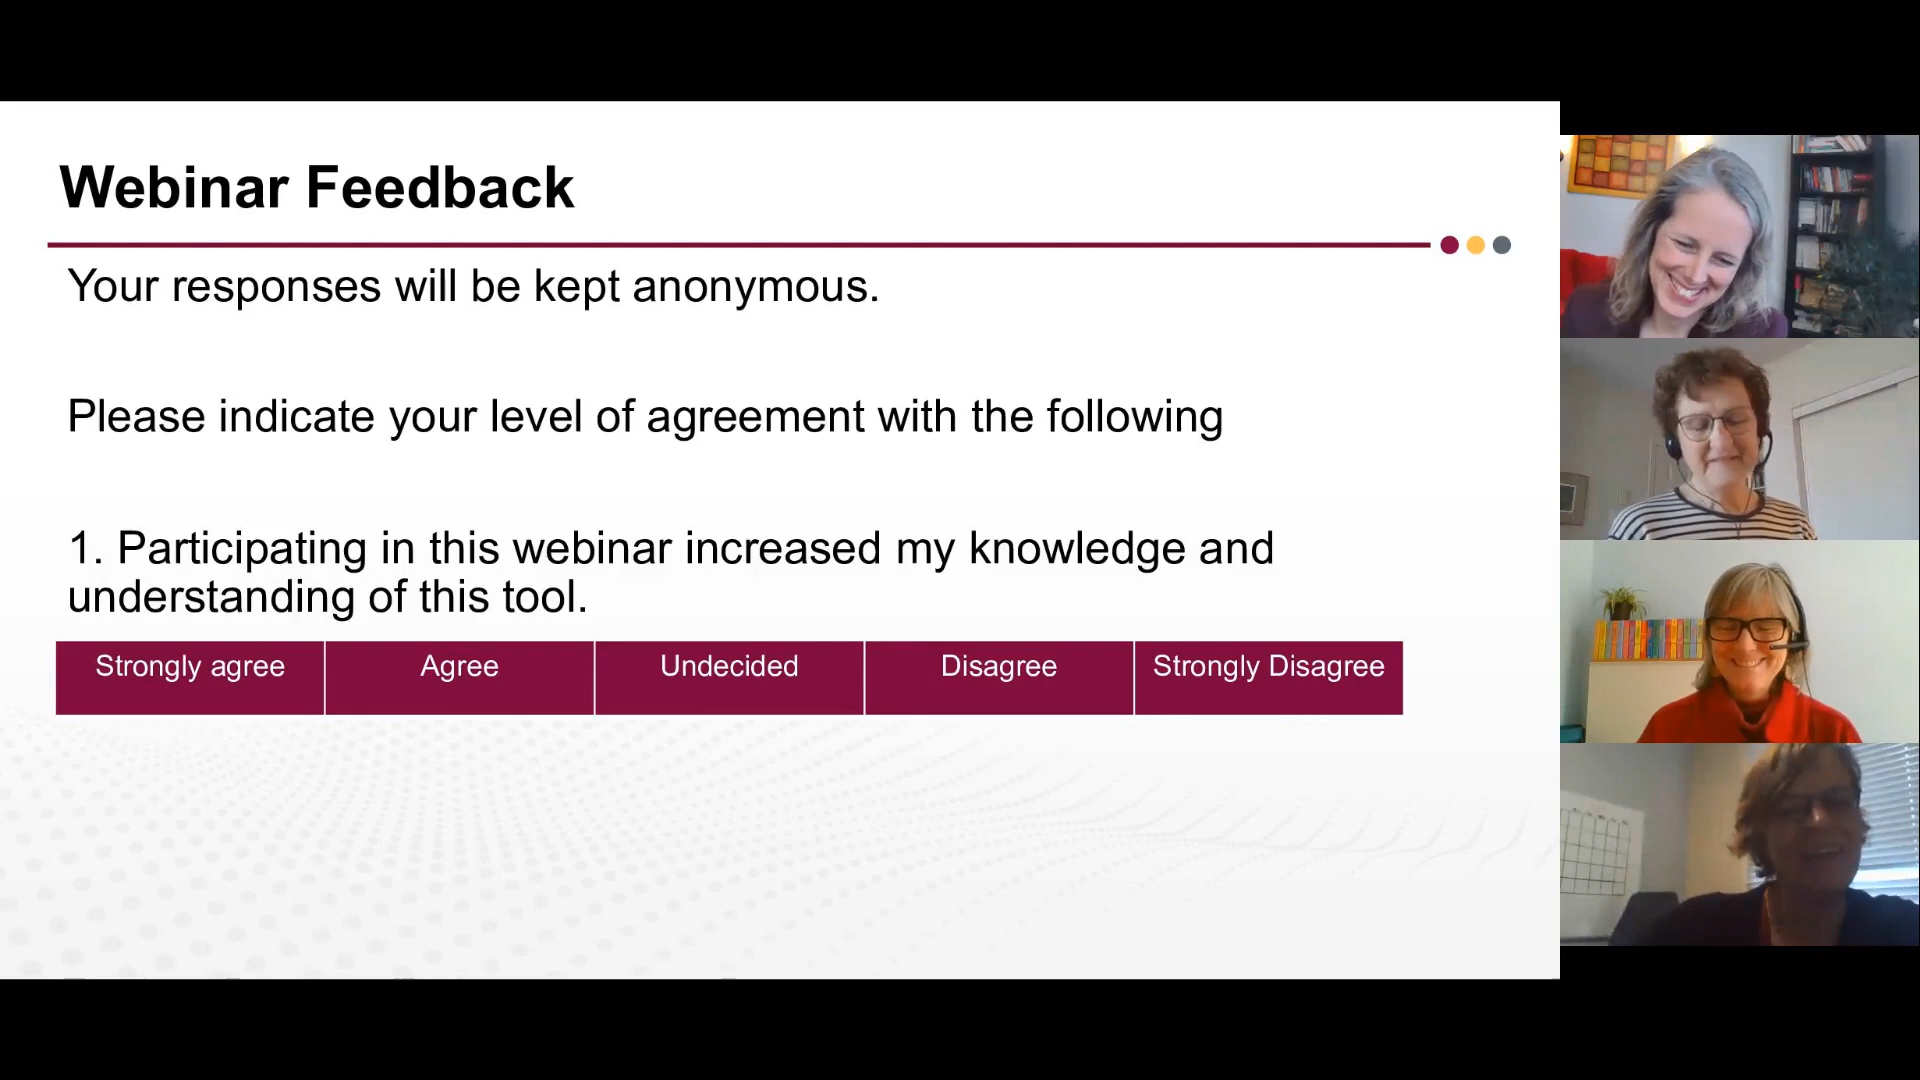 Webinar Feedback
Your responses will be kept anonymous.
Please indicate your level of agreement with the following
1. Participating in this webinar increased my knowledge and
understanding of this tool.
Strongly agree
Agree
Undecided
Disagree
Strongly Disagree